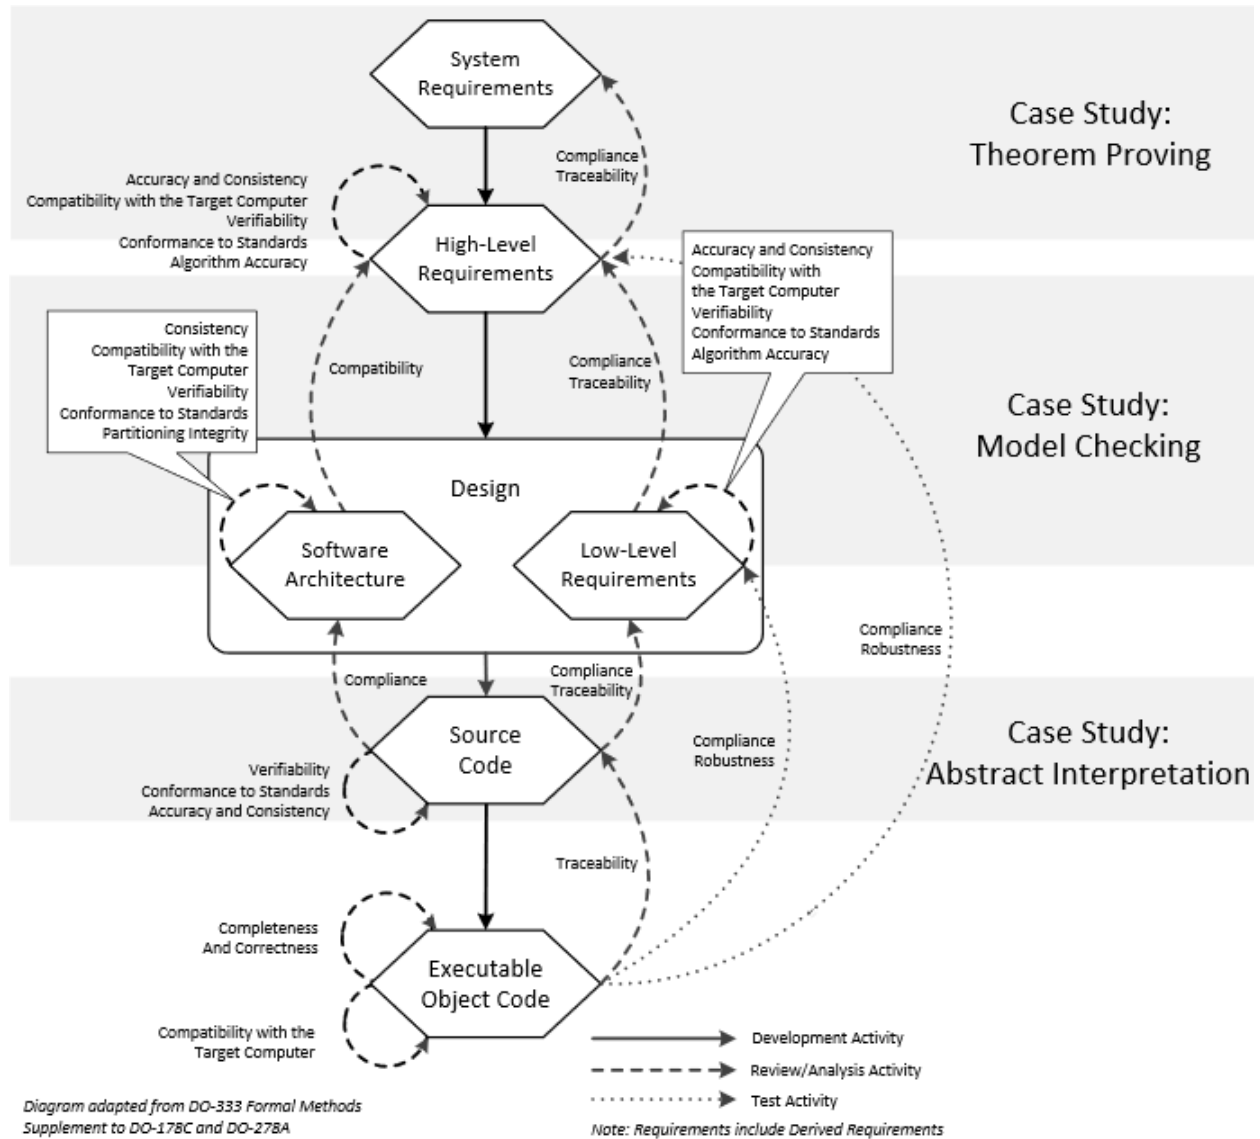 System
Requirements
Case Study:
Theorem Proving
Compliance
Traceability
Accuracy and Consistency
Compatibility with the Target Computer
Verifiability
Conformance to Standards
Algorithm Accuracy
High-Level
Requirements
Accuracy and Consistency
Compatibility with
the Target Computer
Verifiability
Conformance to Standards
Algorithm Accuracy
Consistency
Compatibility with the
Target Computer
Verifiability
Conformance to Standards
Partitioning Integrity
Compatibility
Compliance
Traceability
Case Study:
Model Checking
Design
Software
Architecture
Low-Level
Requirements
Compliance
Robustness
Compliance
Compliance
Traceability
Source
Code
Compliance
Robustness
Case Study:
Abstract Interpretation
Verifiability
Conformance to Standards
Accuracy and Consistency
Traceability
Completeness
And Correctness
Executable
Object Code
Compatibility with the
Target Computer
Development Activity
Review/Analysis Activity
Test Activity
Diagram adapted from DO-333 Formal Methods
Supplement to DO-178C and DO-278A
Note: Requirements include Derived Requirements